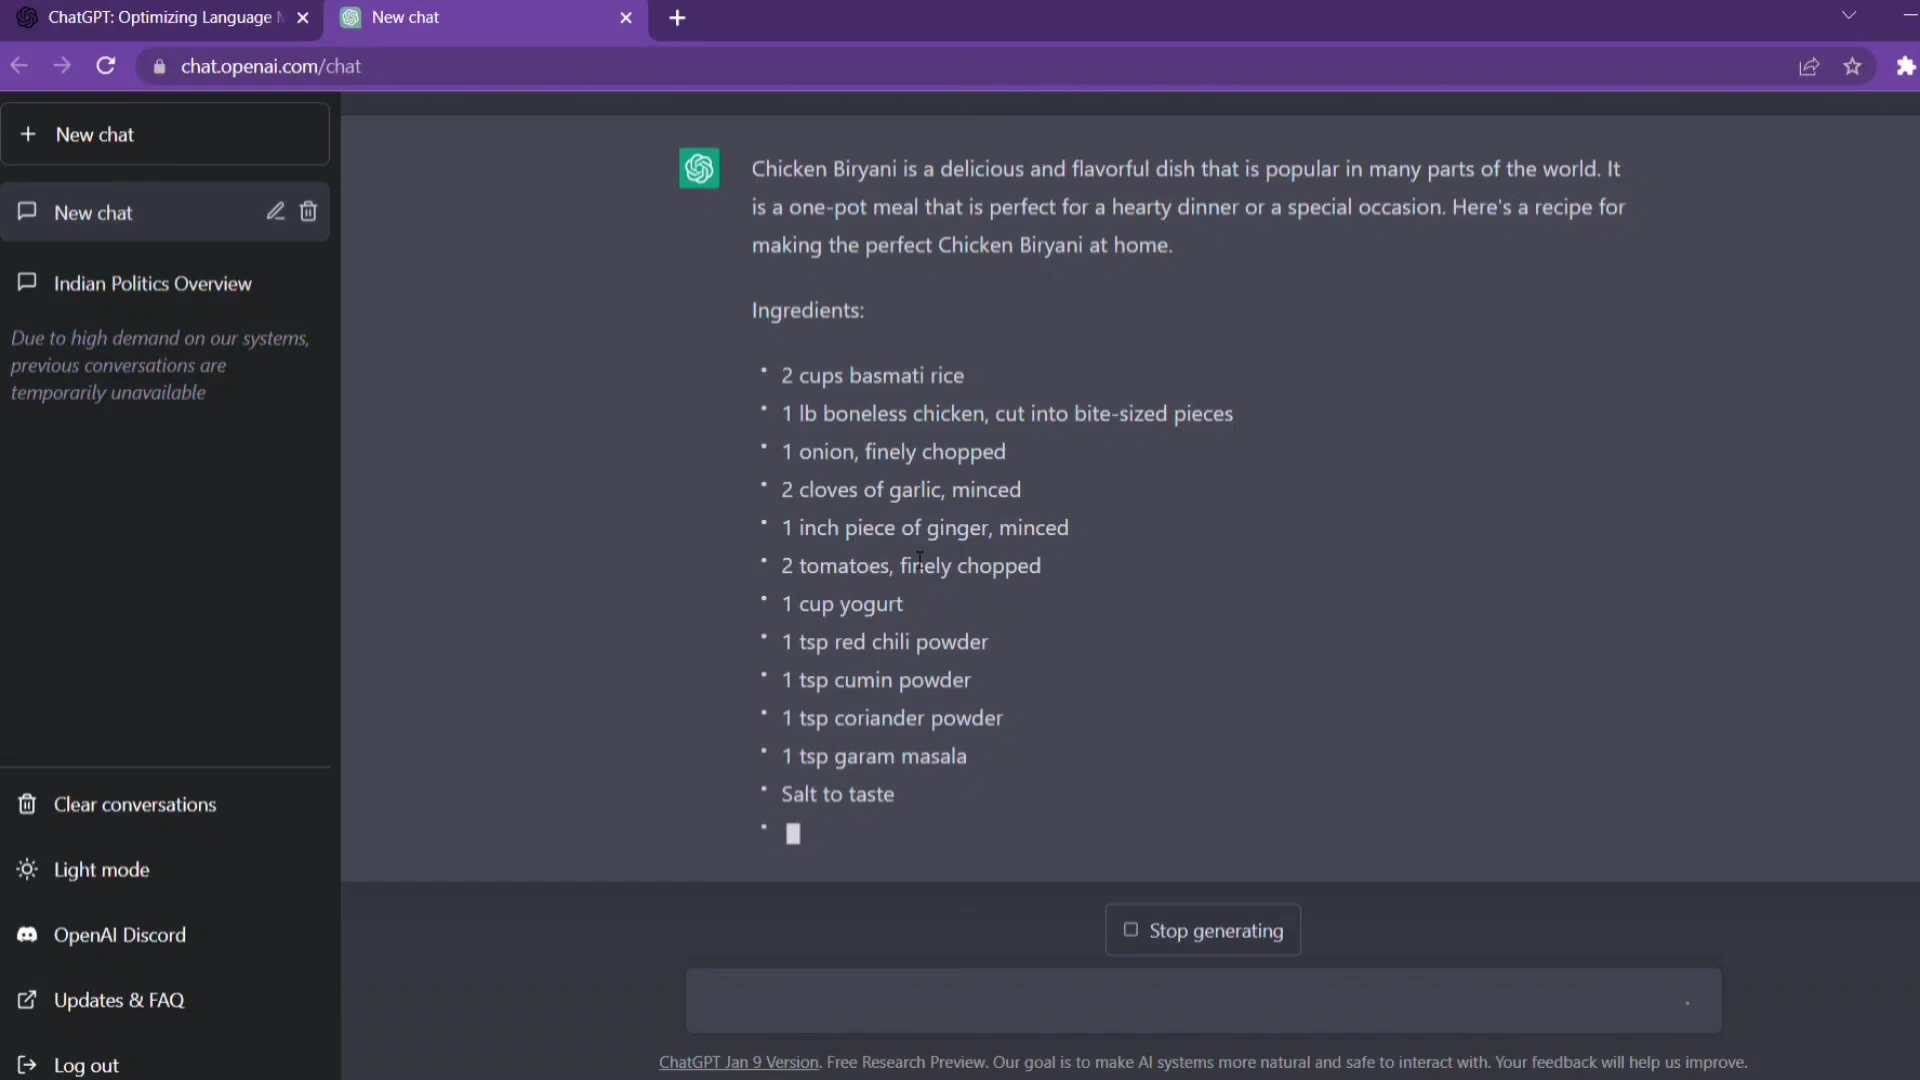 ChatGPT: Optimizing Language
New chat
chat.openai.com/chat
New chat
New chat
Indian Politics Overview
Due to high demand on our systems,
previous conversations are
temporarily unavailable
Clear conversations
Light mode
OpenAI Discord
Updates & FAQ
Log out
Chicken Biryani is a delicious and flavorful dish that is popular in many parts of the world. It
is a one-pot meal that is perfect for a hearty dinner or a special occasion. Here's a recipe for
making the perfect Chicken Biryani at home.
Ingredients:
• 2 cups basmati rice
• 1 lb boneless chicken, cut into bite-sized pieces
• 1 onion, finely chopped
• 2 cloves of garlic, minced
• 1 inch piece of ginger, minced
• 2 tomatoes, finely chopped
• 1 cup yogurt
• 1 tsp red chili powder
• 1 tsp cumin powder
• 1 tsp coriander powder
• 1 tsp garam masala
• Salt to taste
•
Stop generating
ChatGPT Jan 9 Version. Free Research Preview. Our goal is to make AI systems more natural and safe to interact with. Your feedback will help us improve.